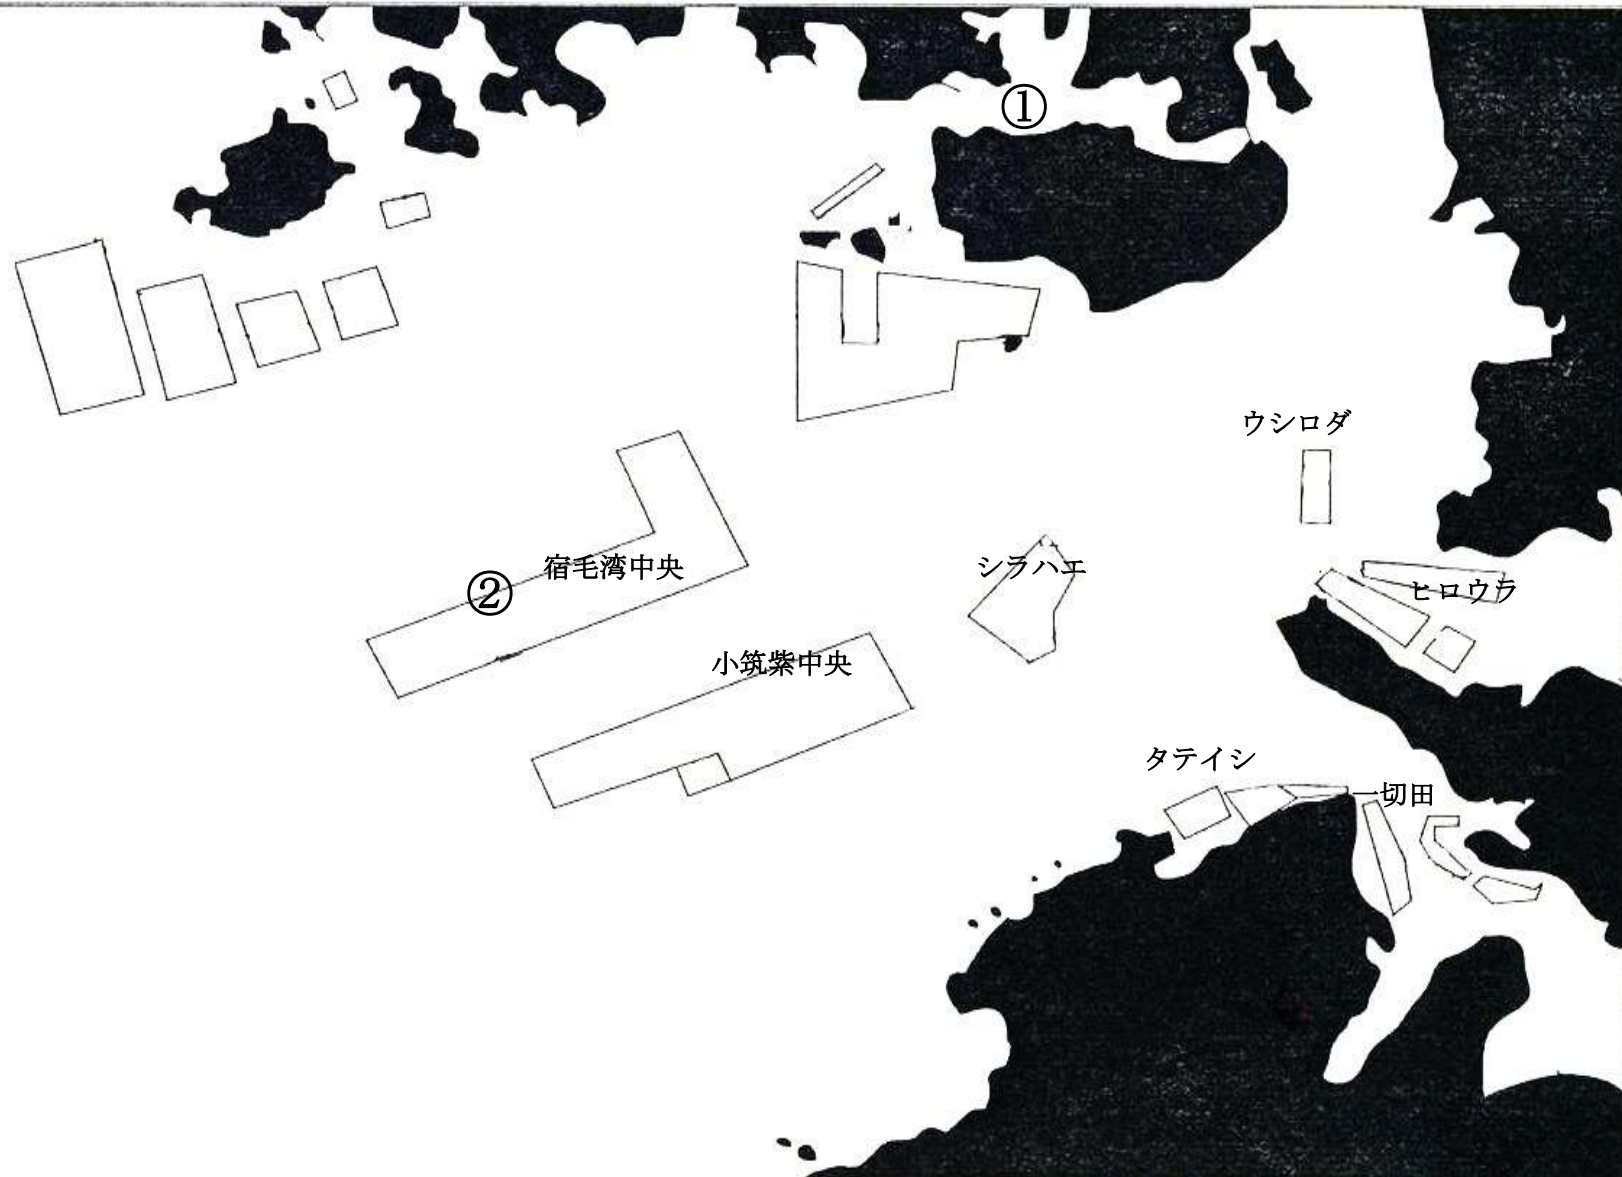 ①
ウシロダ
宿毛湾中央
シラハエ
②
ヒロウラ
小筑紫中央
タテイシ
一切田